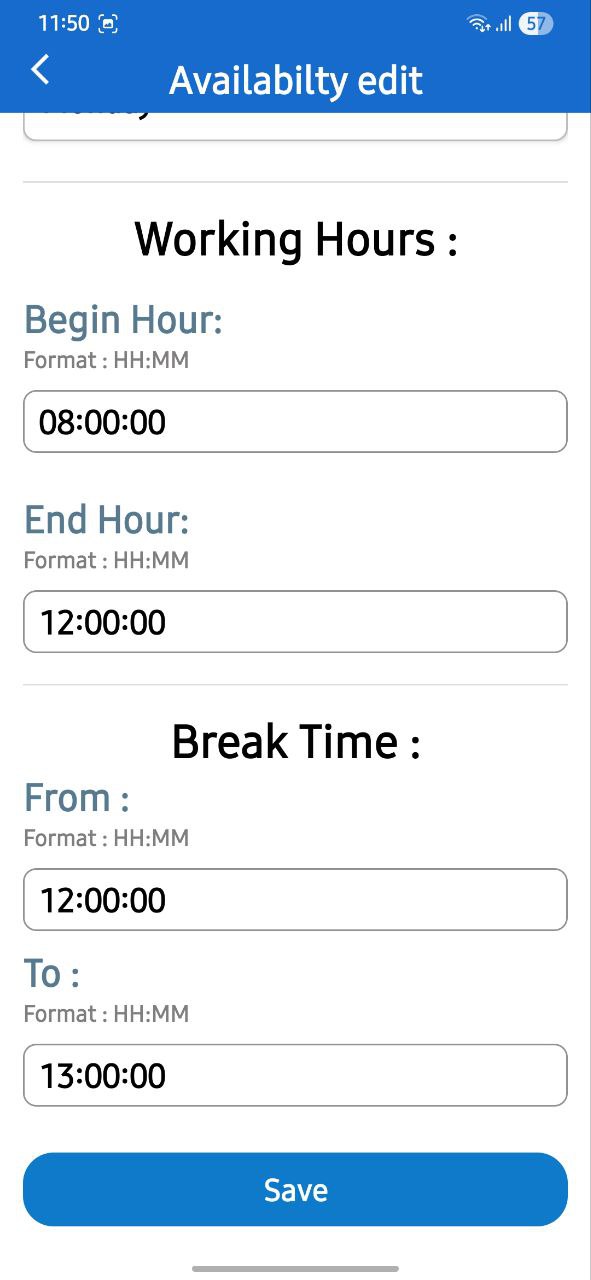 11:50
57
Availabilty edit
Working Hours :
Begin Hour:
Format : HH:MM
08:00:00
End Hour:
Format : HH:MM
12:00:00
Break Time :
From :
Format : HH:MM
12:00:00
To :
Format : HH:MM
13:00:00
Save